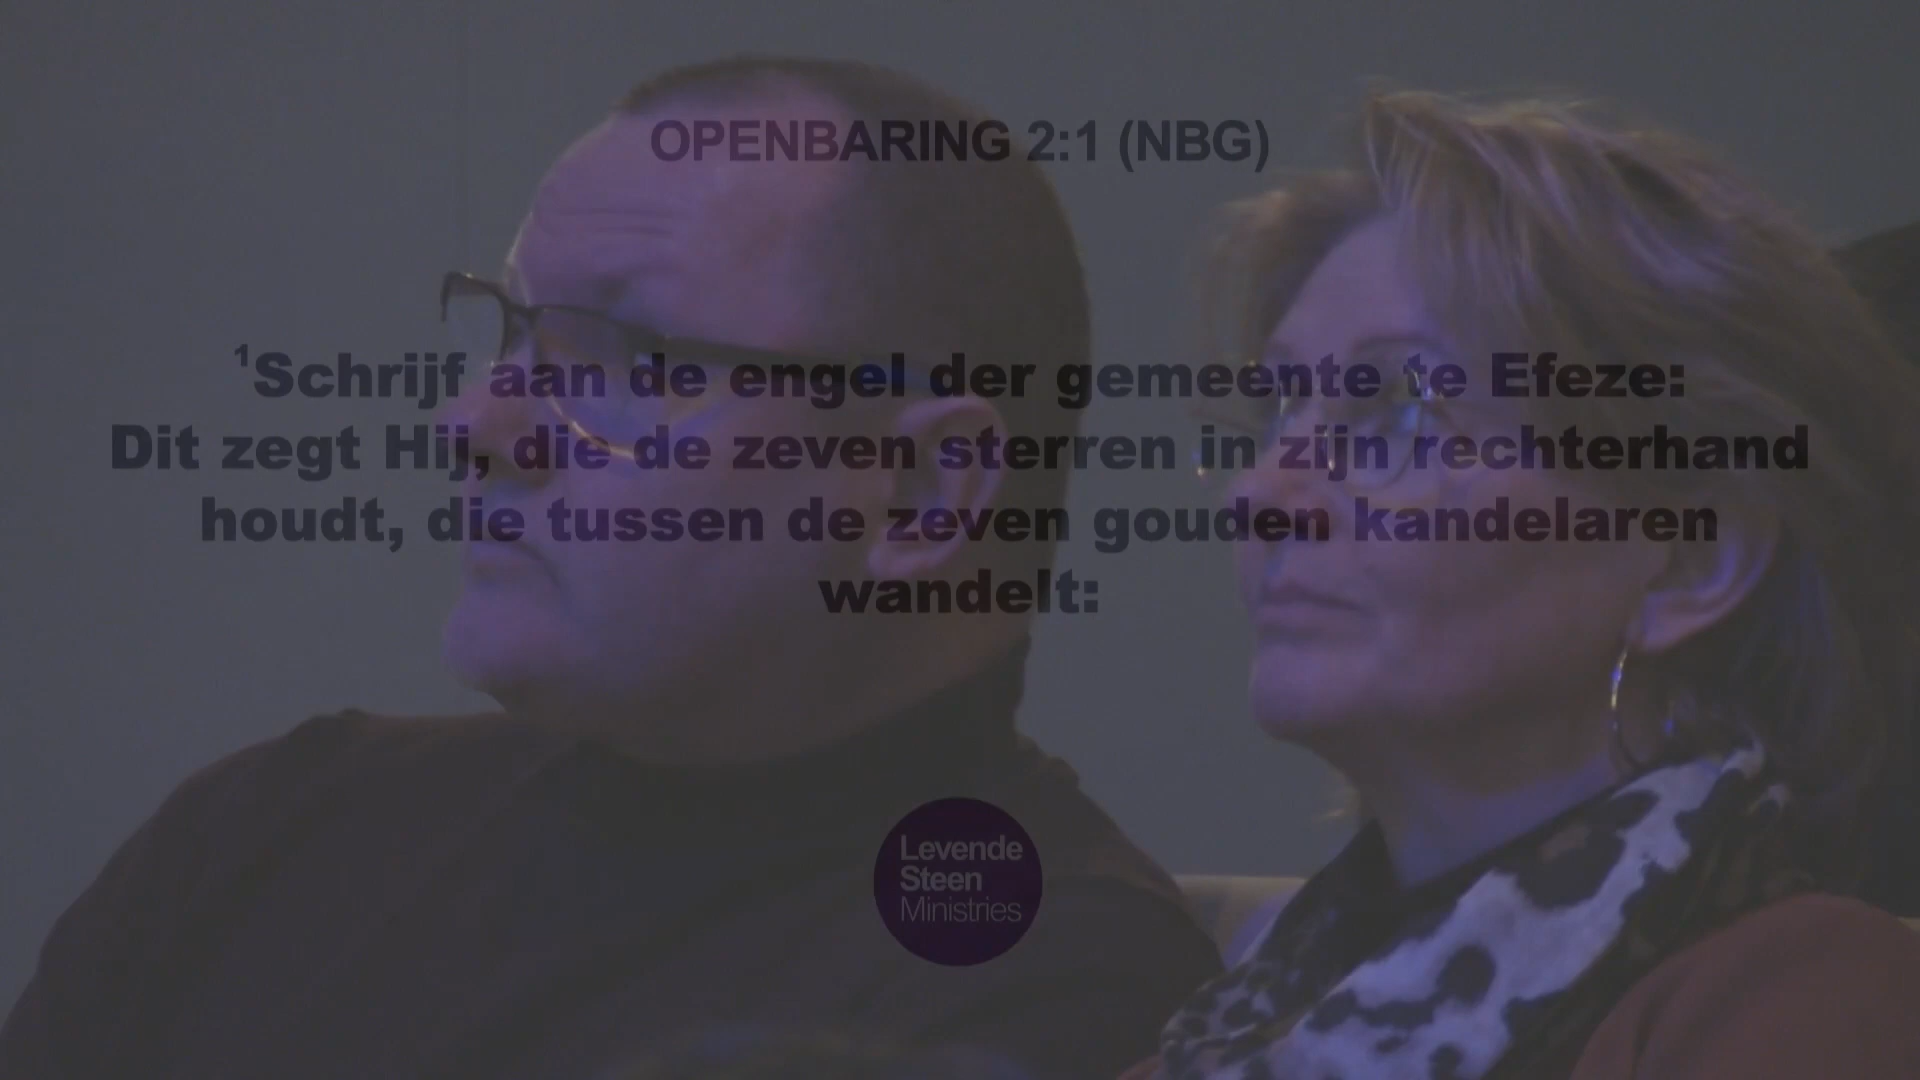 OPENBARING 2:1 (NBG)
¹Schrijf aan de engel der gemeente te Efeze:
Dit zegt Hij, die de zeven sterren in zijn rechterhand
houdt, die tussen de zeven gouden kandelaren
wandelt:
Levende
Steen
Ministries